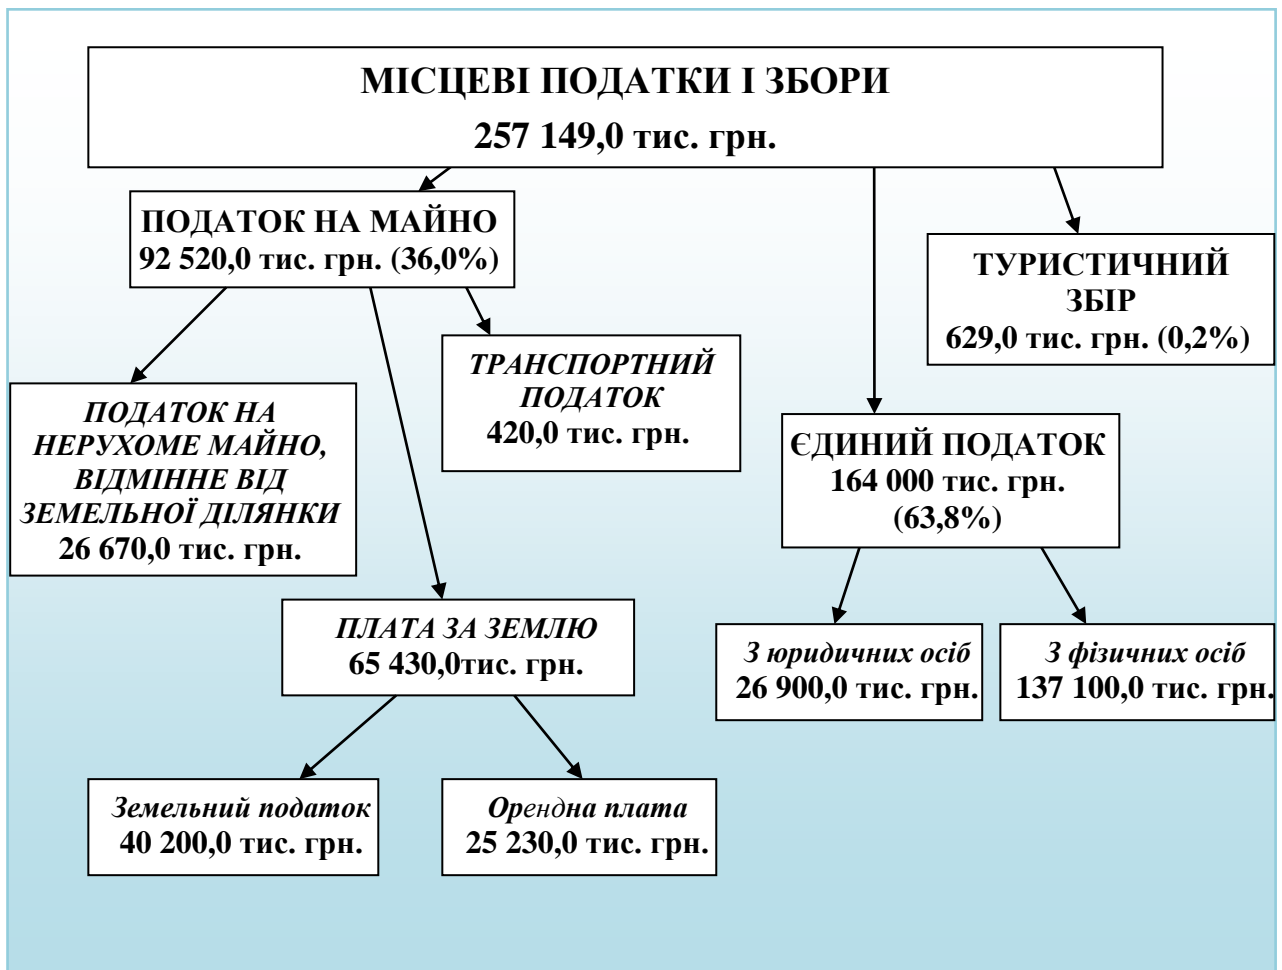 МІСЦЕВІ ПОДАТКИ І ЗБОРИ
257 149,0 тис. грн.
ПОДАТОК НА МАЙНО
92 520,0 тис. грн. (36,0%)
ТУРИСТИЧНИЙ
ЗБІР
629,0 тис. грн. (0,2%)
ТРАНСПОРТНИЙ
ПОДАТОК
420,0 тис. грн.
ПОДАТОК НА
НЕРУХОМЕ МАЙНО,
ВІДМІННЕ ВІД
ЗЕМЕЛЬНОЇ ДІЛЯНКИ
26 670,0 тис. грн.
ЄДИНИЙ ПОДАТОК
164 000 тис. грн.
(63,8%)
ПЛАТА ЗА ЗЕМЛЮ
65 430,0тис. грн.
З юридичних осіб
26 900,0 тис. грн.
З фізичних осіб
137 100,0 тис. грн.
Земельний податок
40 200,0 тис. грн.
Орендна плата
25 230,0 тис. грн.